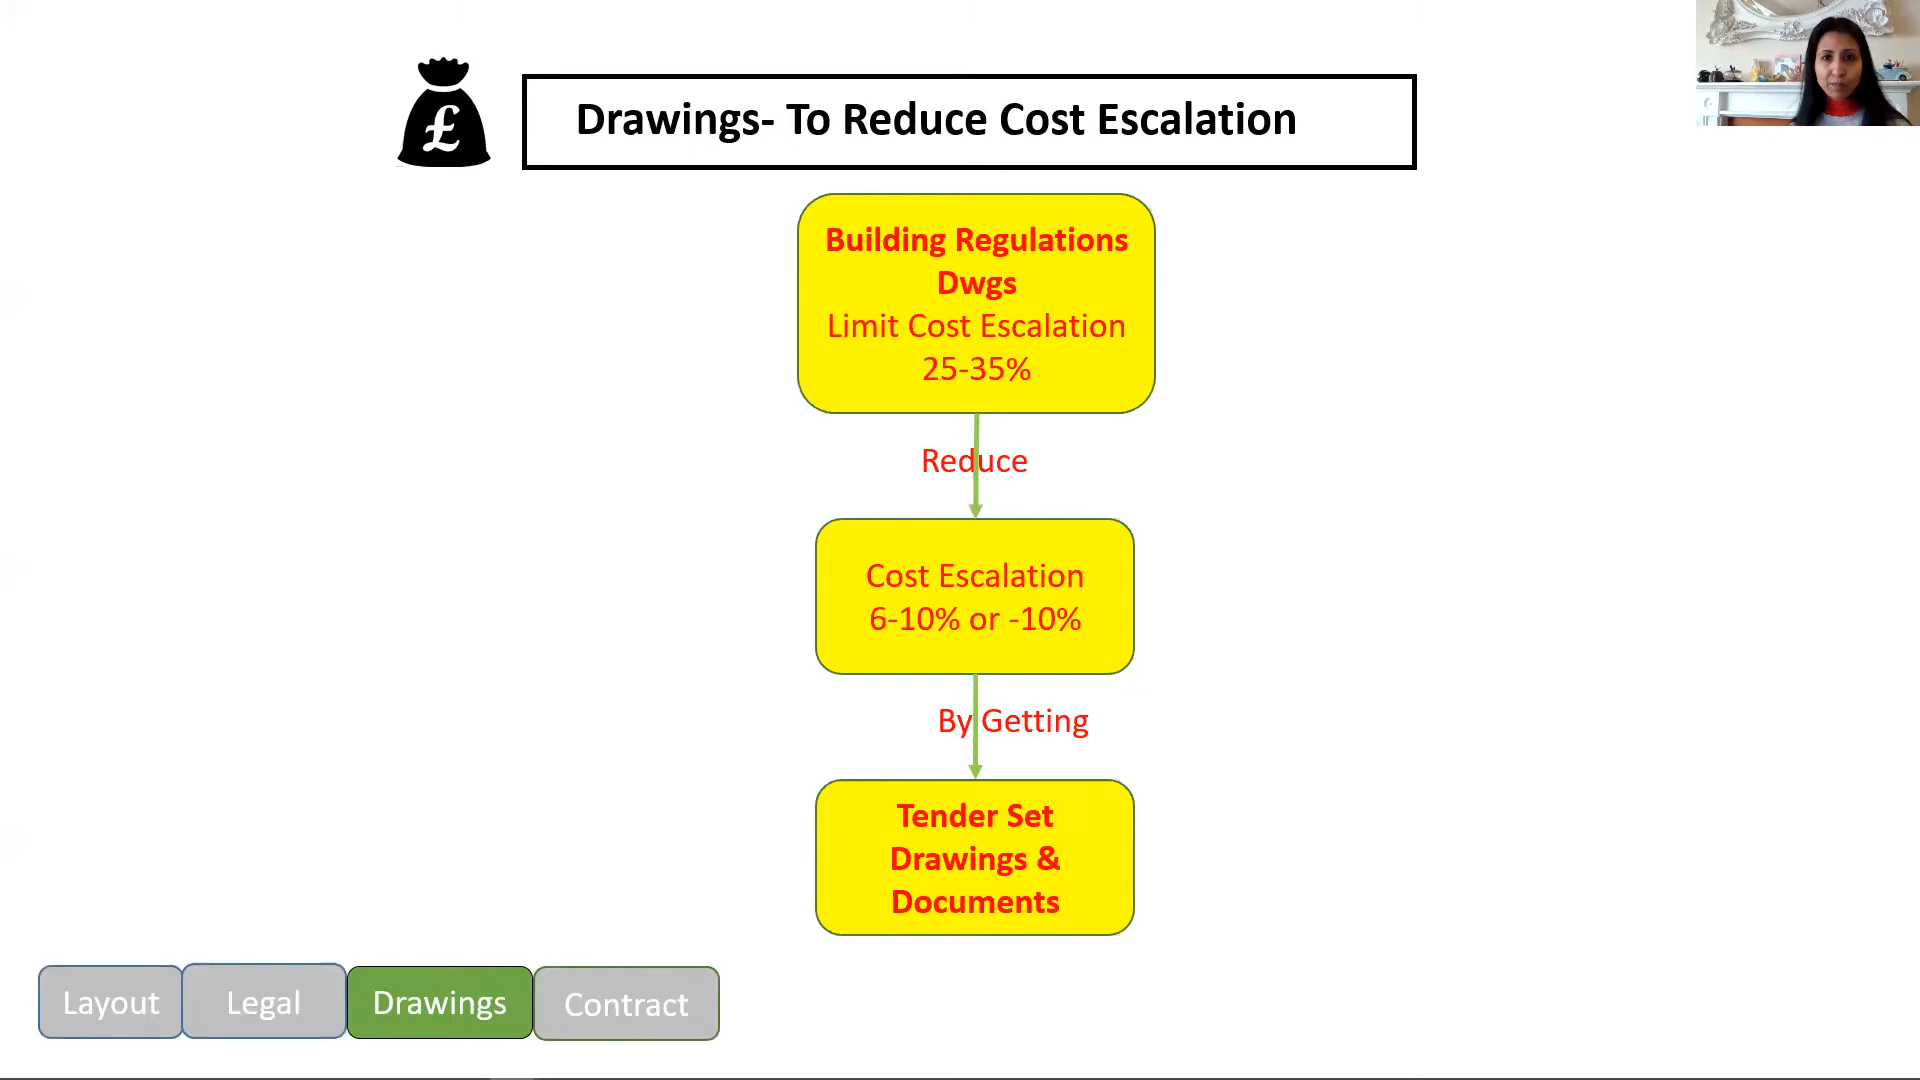 £
Drawings- To Reduce Cost Escalation
Building Regulations
Dwgs
Limit Cost Escalation
25-35%
Reduce
Cost Escalation
6-10% or -10%
By Getting
Tender Set
Drawings &
Documents
Layout
Legal
Drawings
Contract